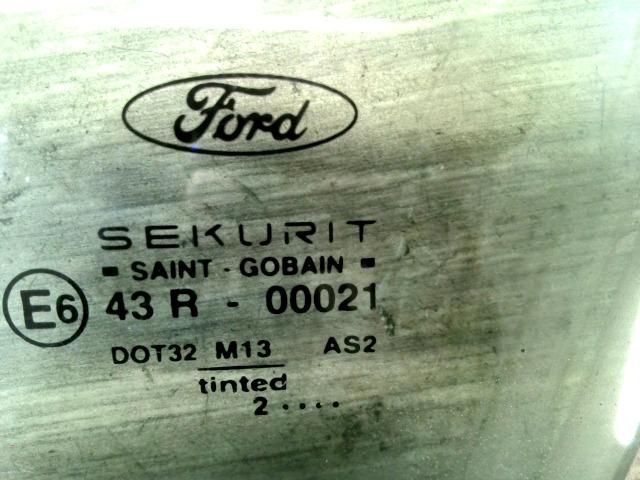 Ford
SEKURIT
▪ SAINT - GOBAIN ▪
E6 43 R - 00021
DOT32 M13 AS2
tinted
2 ....